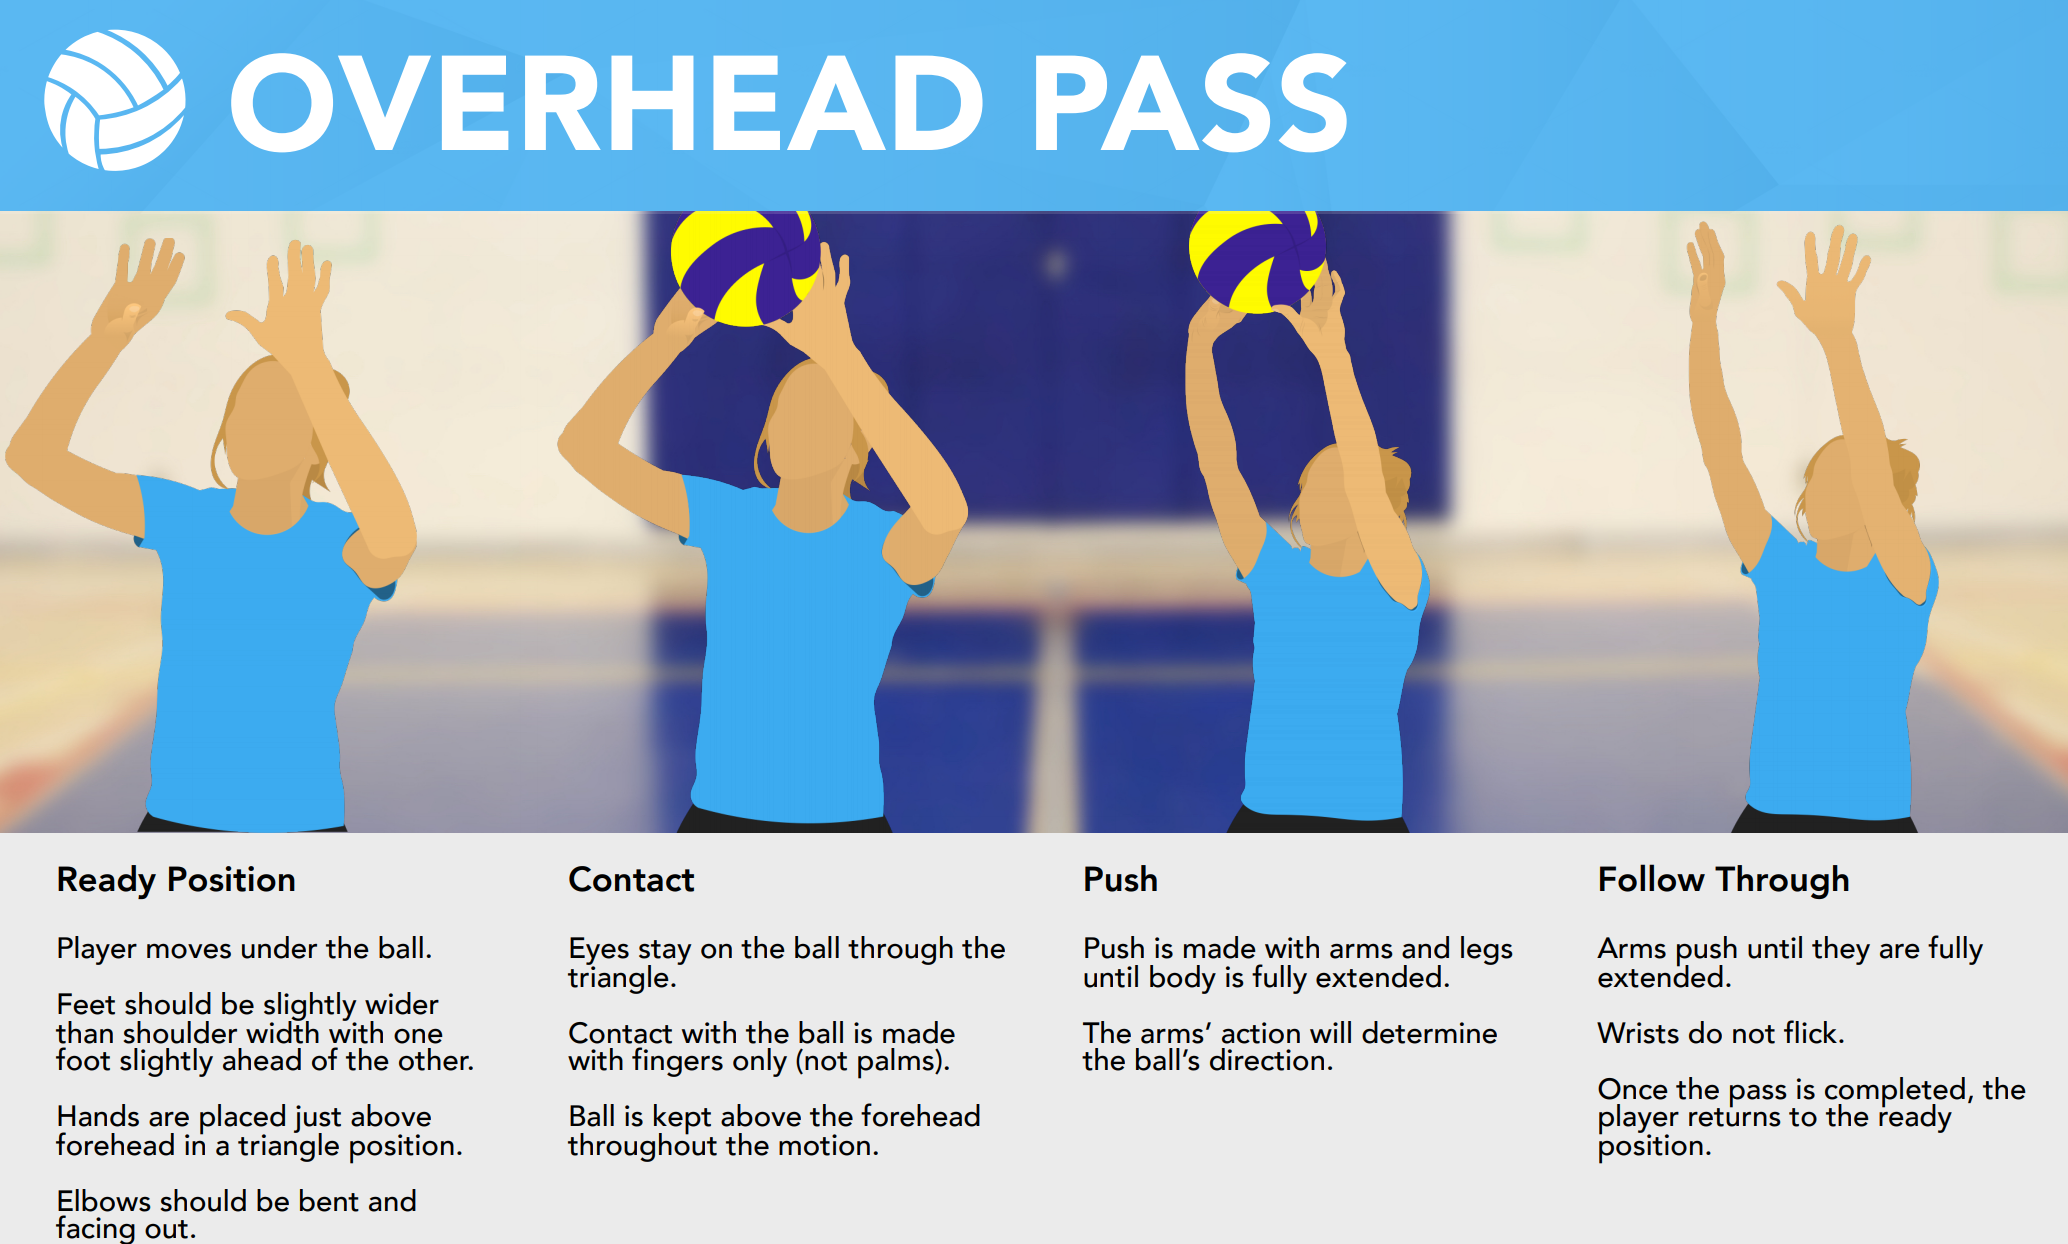 OVERHEAD PASS
Ready Position
Player moves under the ball.
Feet should be slightly wider
than shoulder width with one
foot slightly ahead of the other.
Hands are placed just above
forehead in a triangle position.
Elbows should be bent and
facing out.
Contact
Eyes stay on the ball through the
triangle.
Contact with the ball is made
with fingers only (not palms).
Ball is kept above the forehead
throughout the motion.
Push
Push is made with arms and legs
until body is fully extended.
The arms’ action will determine
the ball’s direction.
Follow Through
Arms push until they are fully
extended.
Wrists do not flick.
Once the pass is completed, the
player returns to the ready
position.